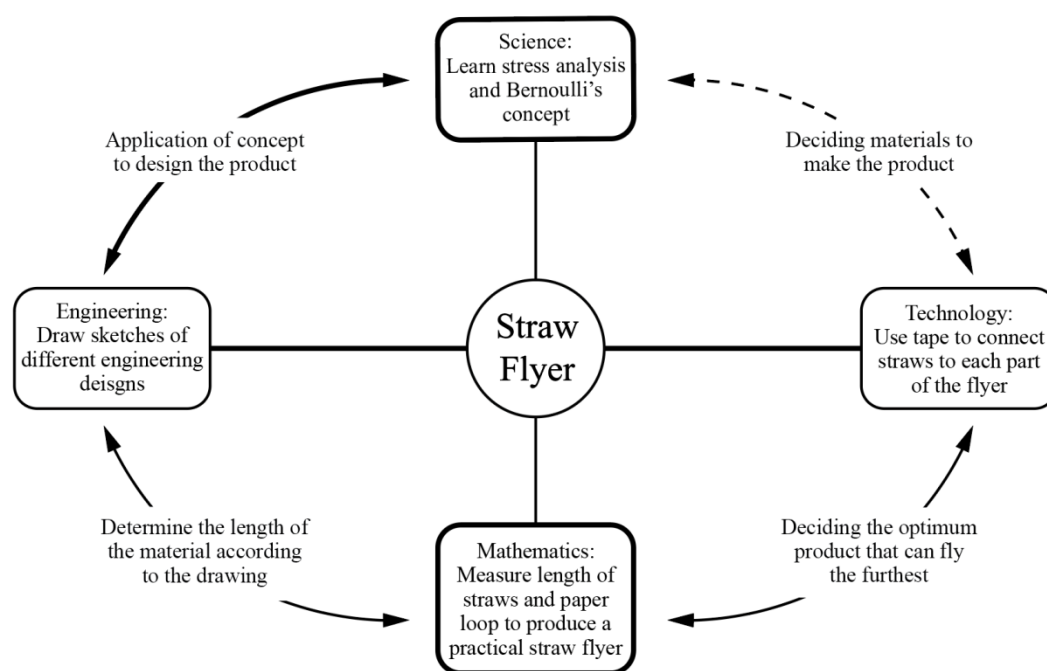 Science:
Learn stress analysis
and Bernoulli's
concept
Application of concept
to design the product
Deciding materials to
make the product
Engineering:
Draw sketches of
different engineering
deisgns
Straw
Flyer
Technology:
Use tape to connect
straws to each part
of the flyer
Determine the length of
the material according
to the drawing
Mathematics:
Measure length of
straws and paper
loop to produce a
practical straw flyer
Deciding the optimum
product that can fly
the furthest